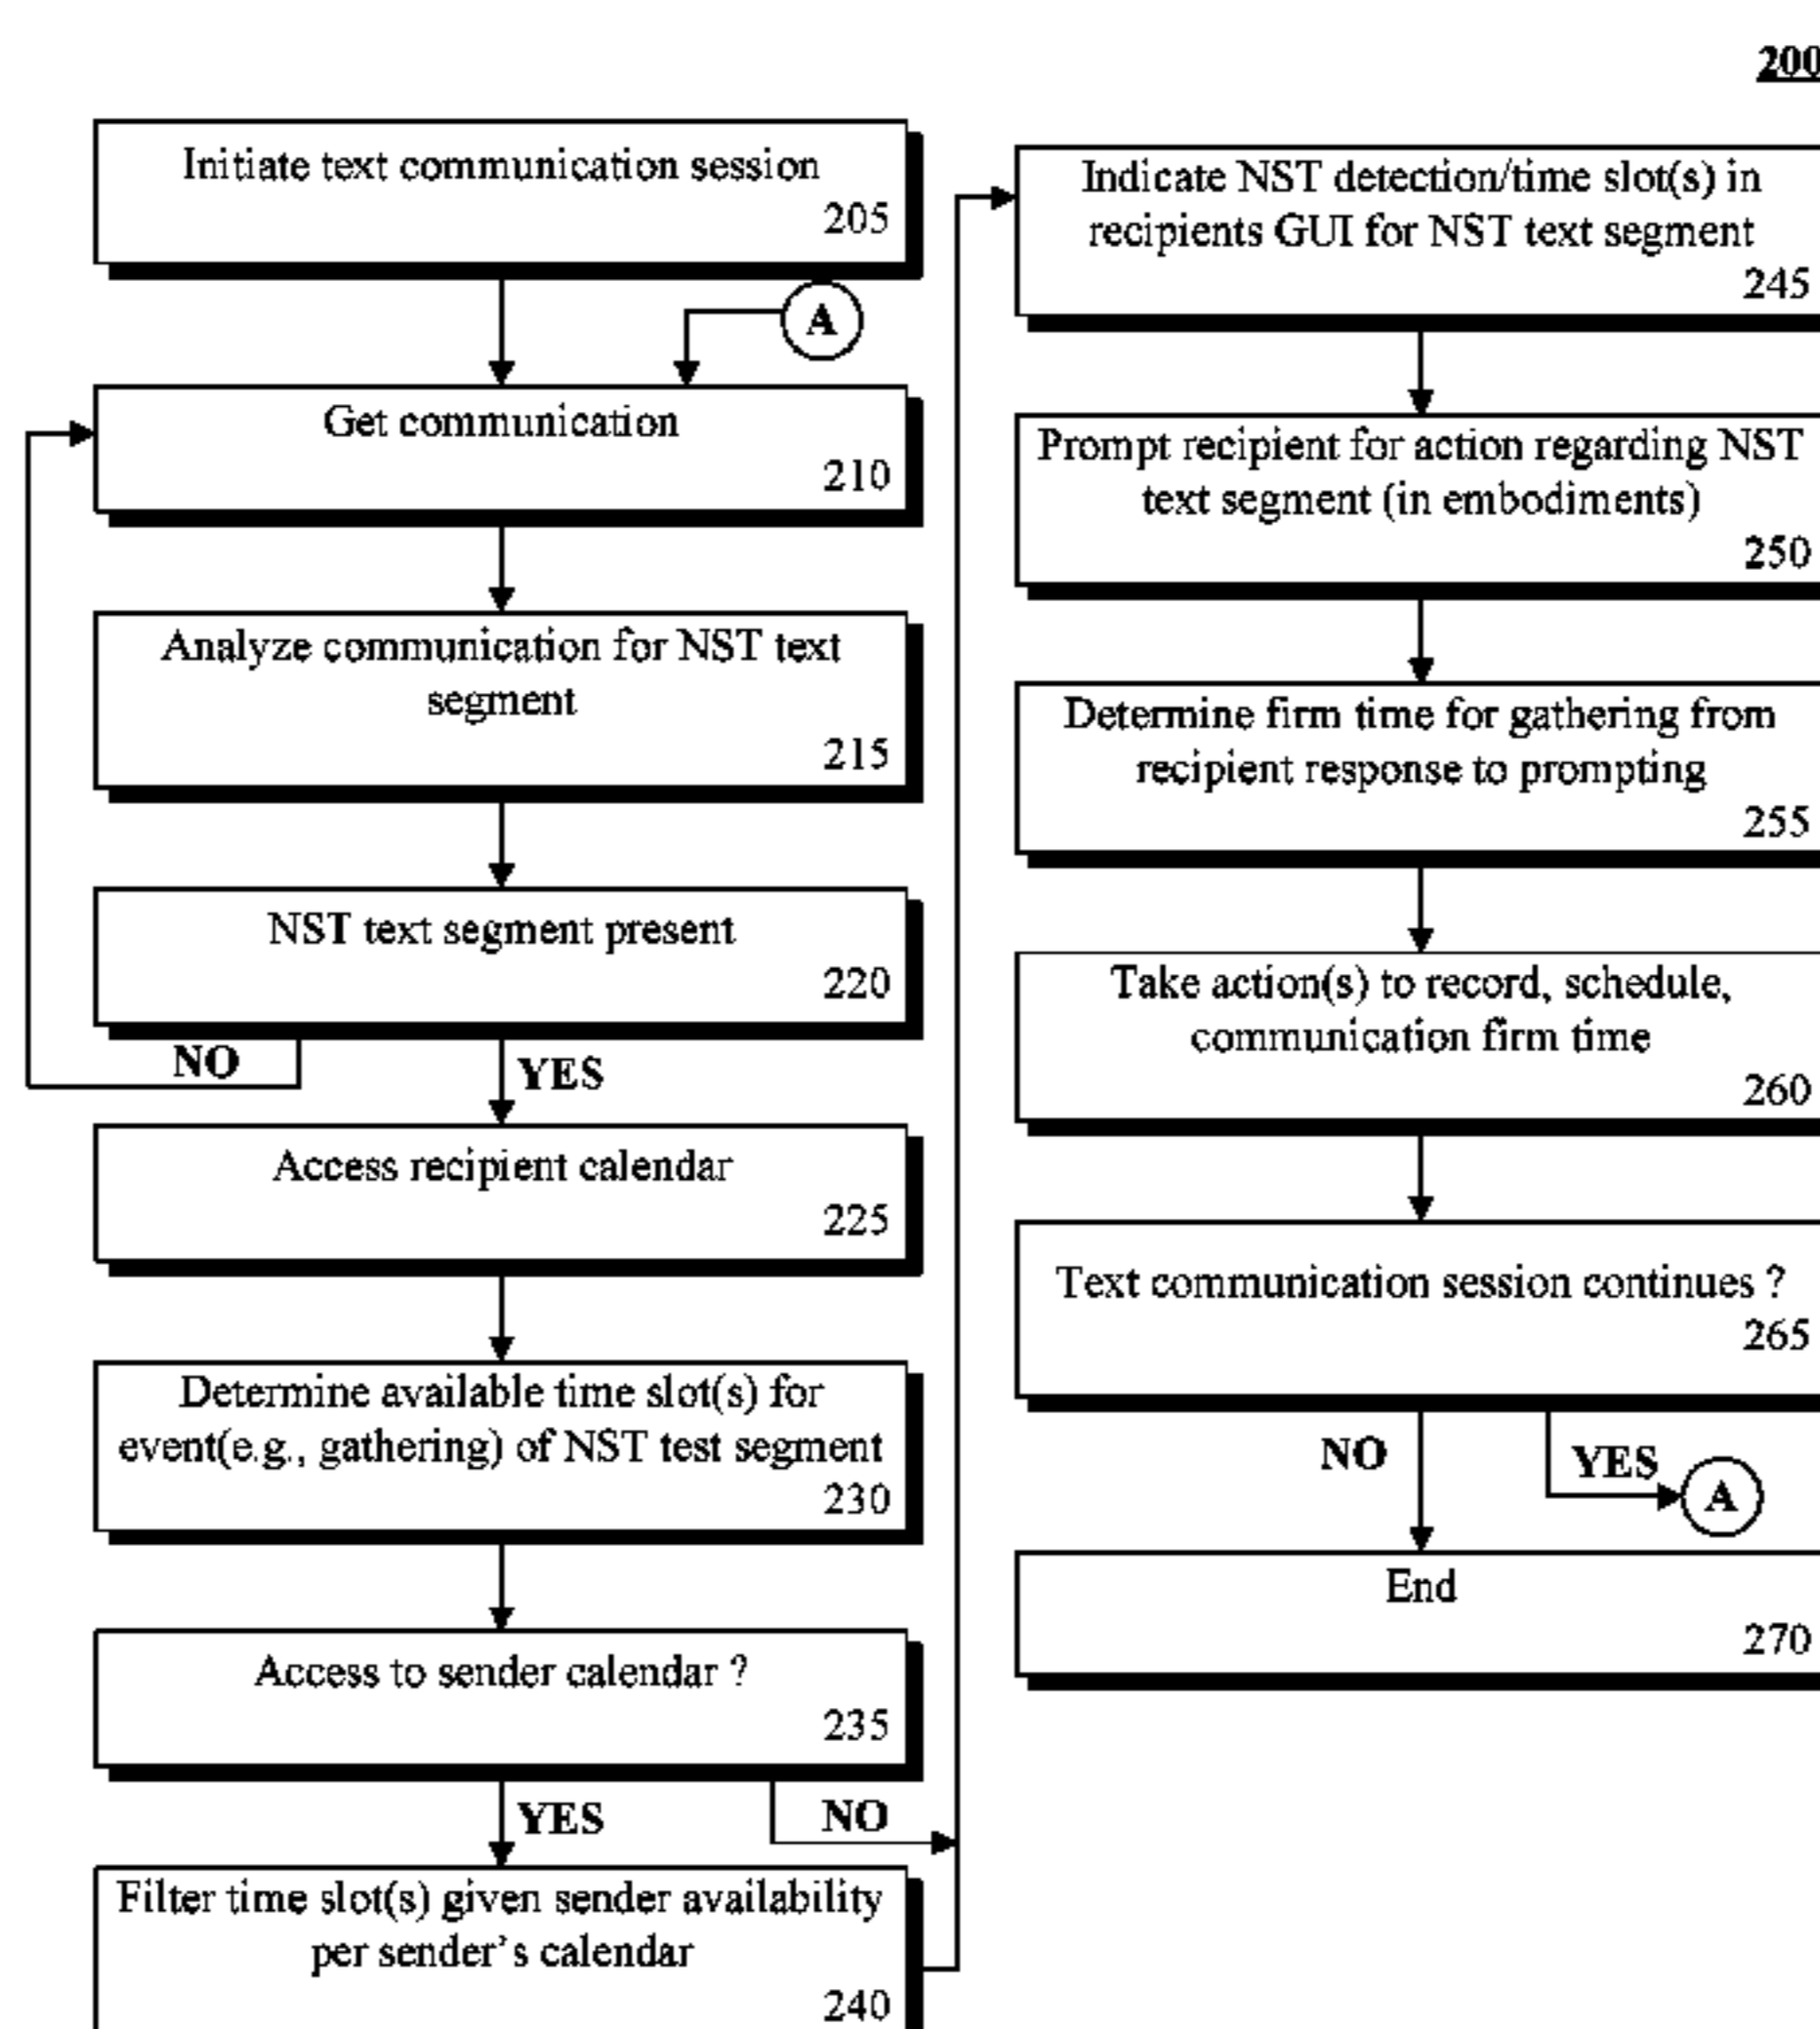 200
Initiate text communication session
205
A
Get communication
210
Analyze communication for NST text
segment
215
NST text segment present
220
NO
YES
Access recipient calendar
225
Determine available time slot(s) for
event(e.g., gathering) of NST test segment
230
Access to sender calendar ?
235
YES
NO
Filter time slot(s) given sender availability
per sender's calendar
240
Indicate NST detection/time slot(s) in
recipients GUI for NST text segment
245
Prompt recipient for action regarding NST
text segment (in embodiments)
250
Determine firm time for gathering from
recipient response to prompting
255
Take action(s) to record, schedule,
communication firm time
260
Text communication session continues ?
265
NO
YES
A
End
270